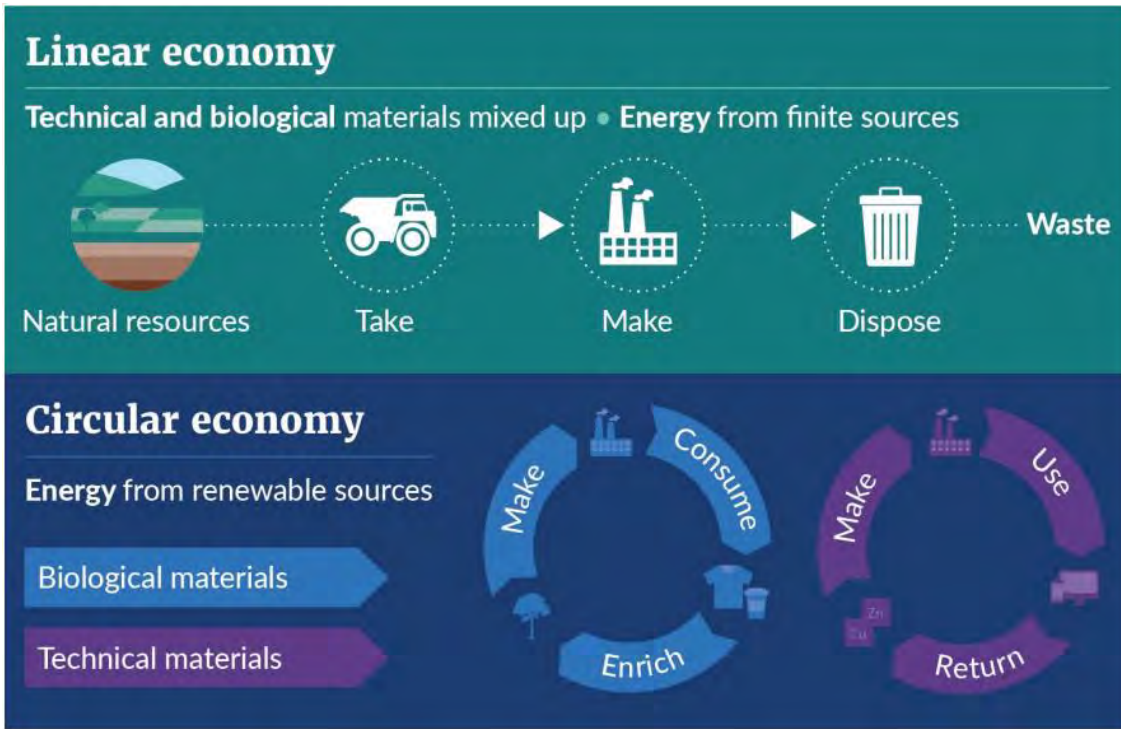 Linear economy
Technical and biological materials mixed up • Energy from finite sources
Waste
Natural resources
Take
Make
Dispose
Circular economy
Energy from renewable sources
Biological materials
Technical materials
Make
Consume
Enrich
Make
Use
Return
Zn
Cu